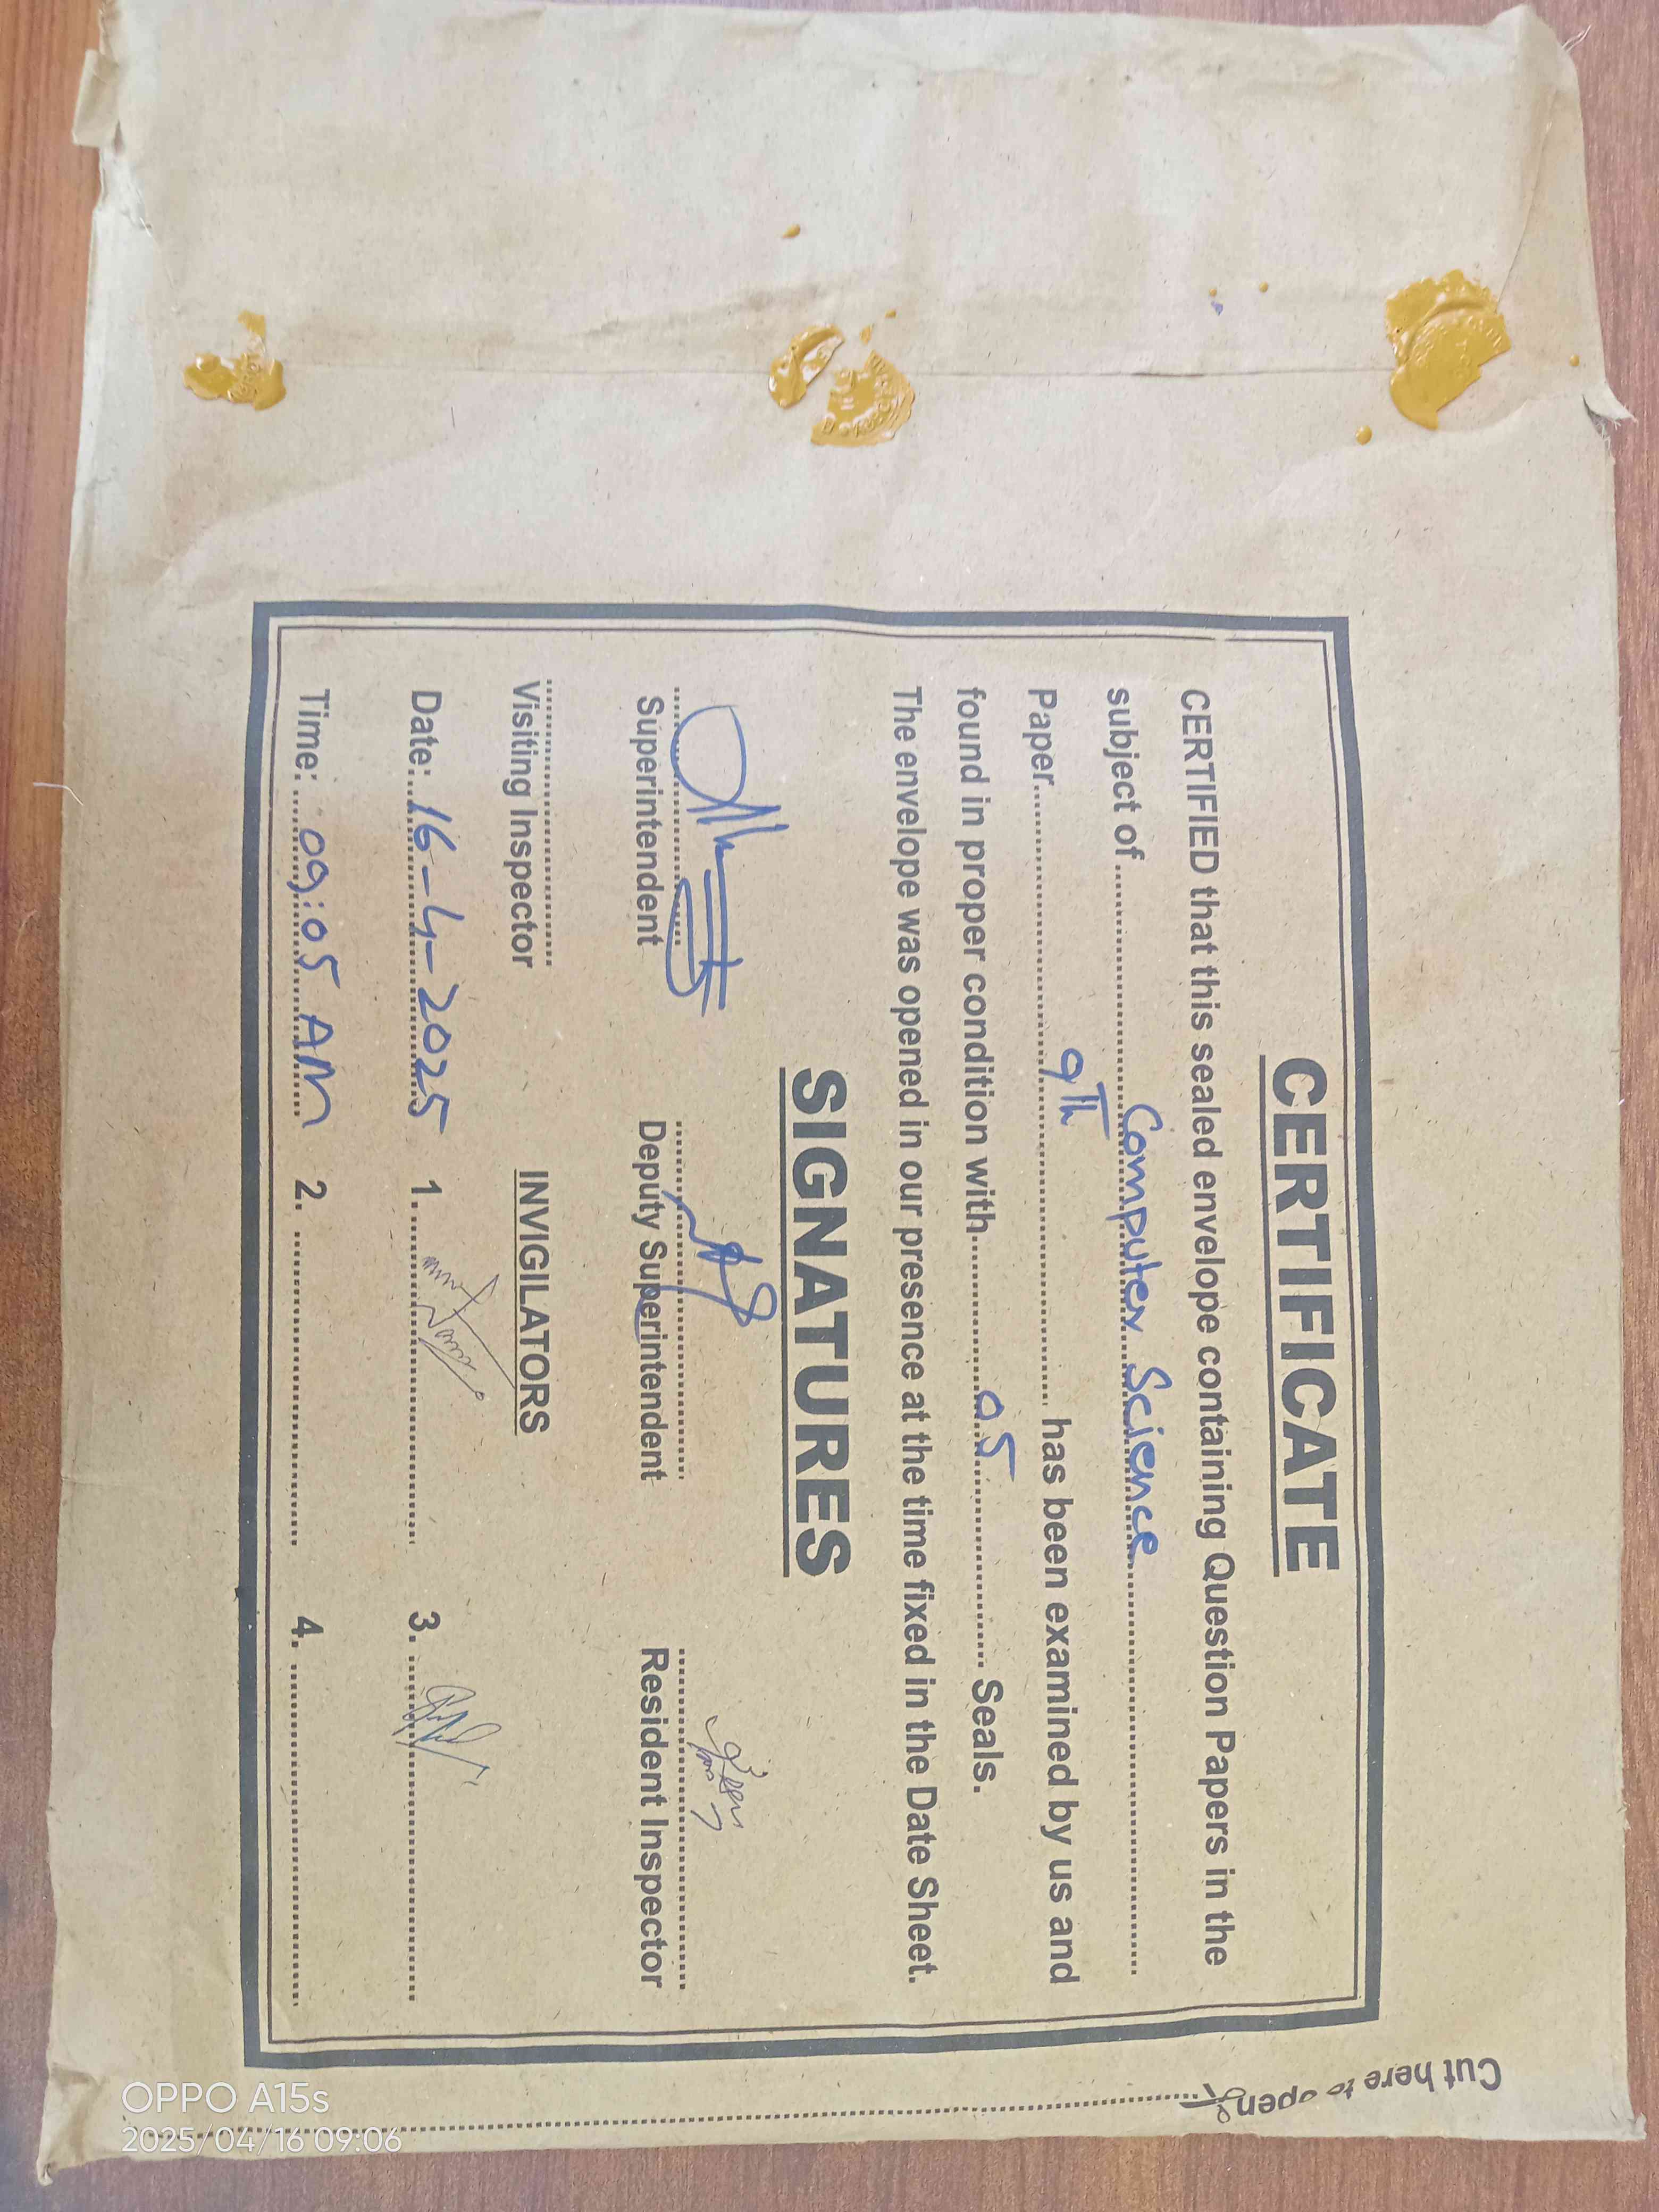 CERTIFICATE
CERTIFIED that this sealed envelope containing Question Papers in the
subject of Computer Science
Paper 9Th has been examined by us and
found in proper condition with 05 Seals.
The envelope was opened in our presence at the time fixed in the Date Sheet.
SIGNATURES
Superintendent Deputy Superintendent Resident Inspector
Visiting Inspector INVIGILATORS
Date: 16-4-2025 1. 3.
Time: 09:05 AM 2. 4.
Cut here to open
OPPO A15s
2025/04/16 09:06